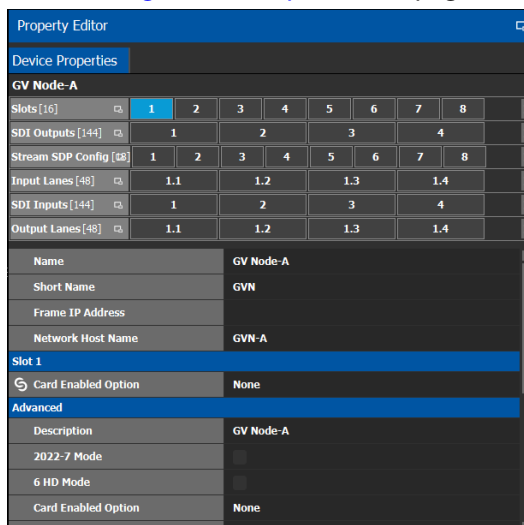 Property Editor
Device Properties
GV Node-A
Slots [16] 1 2 3 4 5 6 7 8
SDI Outputs [144] 1 2 3 4
Stream SDP Config 1 2 3 4 5 6 7 8
Input Lanes [48] 1.1 1.2 1.3 1.4
SDI Inputs [144] 1 2 3 4
Output Lanes [48] 1.1 1.2 1.3 1.4
Name GV Node-A
Short Name GVN
Frame IP Address
Network Host Name GVN-A
Slot 1
Card Enabled Option None
Advanced
Description GV Node-A
2022-7 Mode
6 HD Mode
Card Enabled Option None